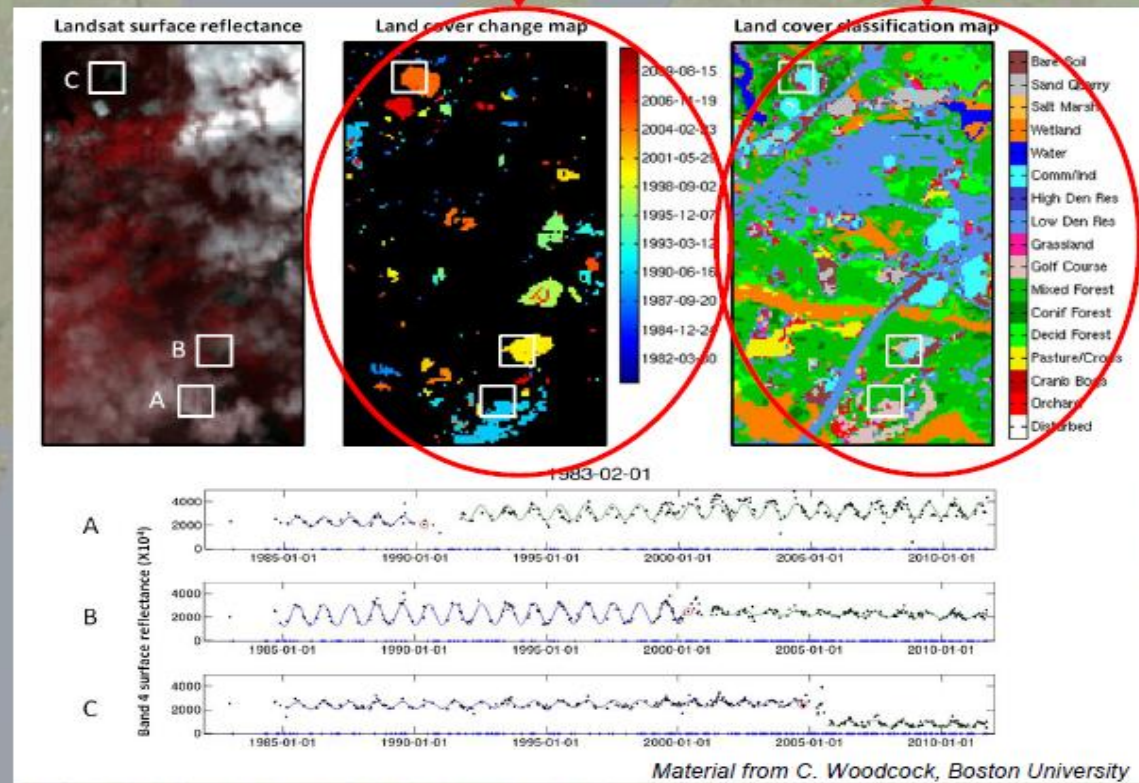 Landsat surface reflectance
Land cover change map
Land cover classification map
C
B
A
2009-08-15
2006-11-19
2004-02-23
2001-05-29
1998-09-02
1995-12-07
1993-03-12
1990-06-16
1987-09-20
1984-12-24
1982-03-30
Bare Soil
Sand Quarry
Salt Marsh
Wetland
Water
Comm/Ind
High Den Res
Low Den Res
Grassland
Golf Course
Mixed Forest
Conif Forest
Decid Forest
Pasture/Crops
Cranb Bogs
Orchard
Disturbed
1983-02-01
Band 4 surface reflectance (X10⁴)
A
4000
2000
0
1985-01-01 1990-01-01 1995-01-01 2000-01-01 2005-01-01 2010-01-01
B
4000
2000
0
1985-01-01 1990-01-01 1995-01-01 2000-01-01 2005-01-01 2010-01-01
C
4000
2000
0
1985-01-01 1990-01-01 1995-01-01 2000-01-01 2005-01-01 2010-01-01
Material from C. Woodcock, Boston University